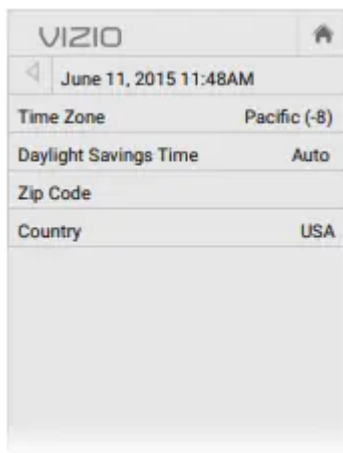 VIZIO
June 11, 2015 11:48AM
Time Zone Pacific (-8)
Daylight Savings Time Auto
Zip Code
Country USA